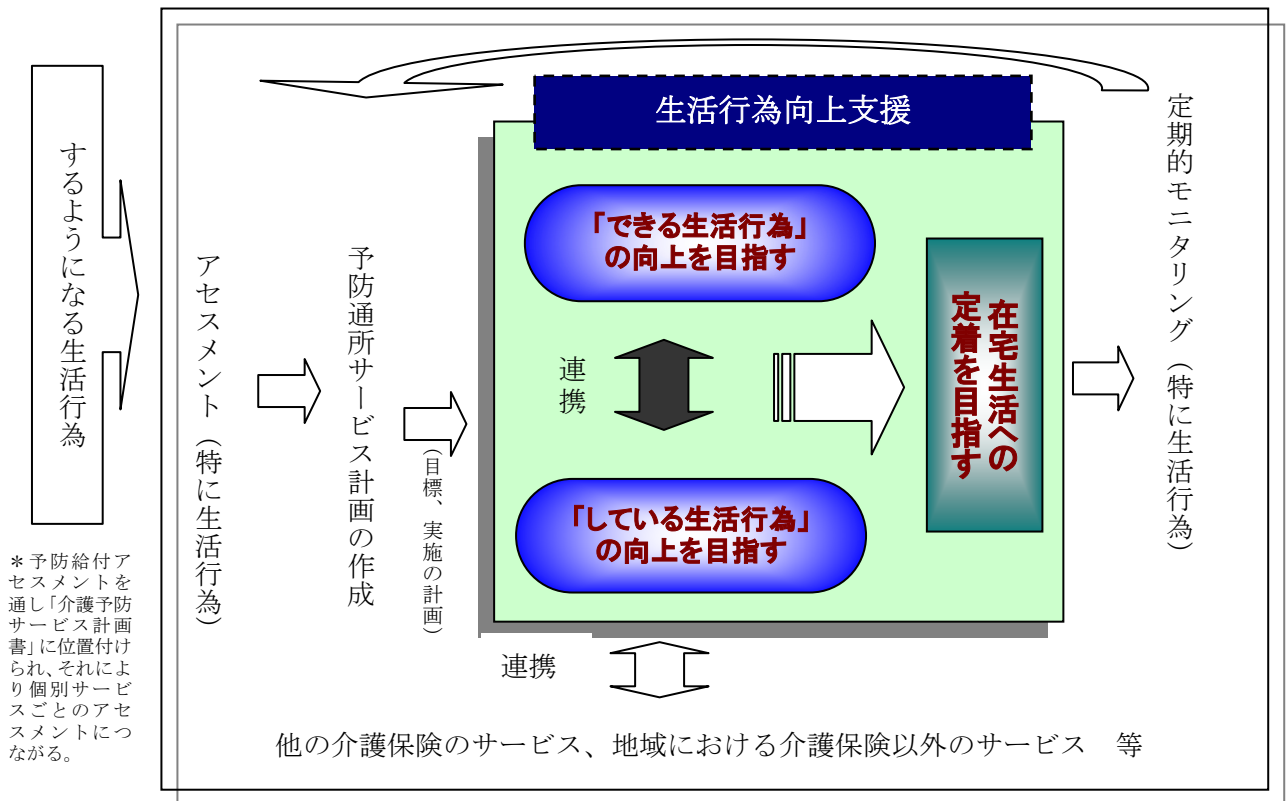 するようになる生活行為
＊予防給付ア
セスメントを
通し「介護予防
サービス計画
書」に位置付け
られ、それによ
り個別サービ
スごとのアセ
スメントにつ
ながる。
アセスメント（特に生活行為）
予防通所サービス計画の作成
（目標、実施の計画）
生活行為向上支援
「できる生活行為」
の向上を目指す
連携
「している生活行為」
の向上を目指す
在宅生活への
定着を目指す
定期的モニタリング（特に生活行為）
連携
他の介護保険のサービス、地域における介護保険以外のサービス　等